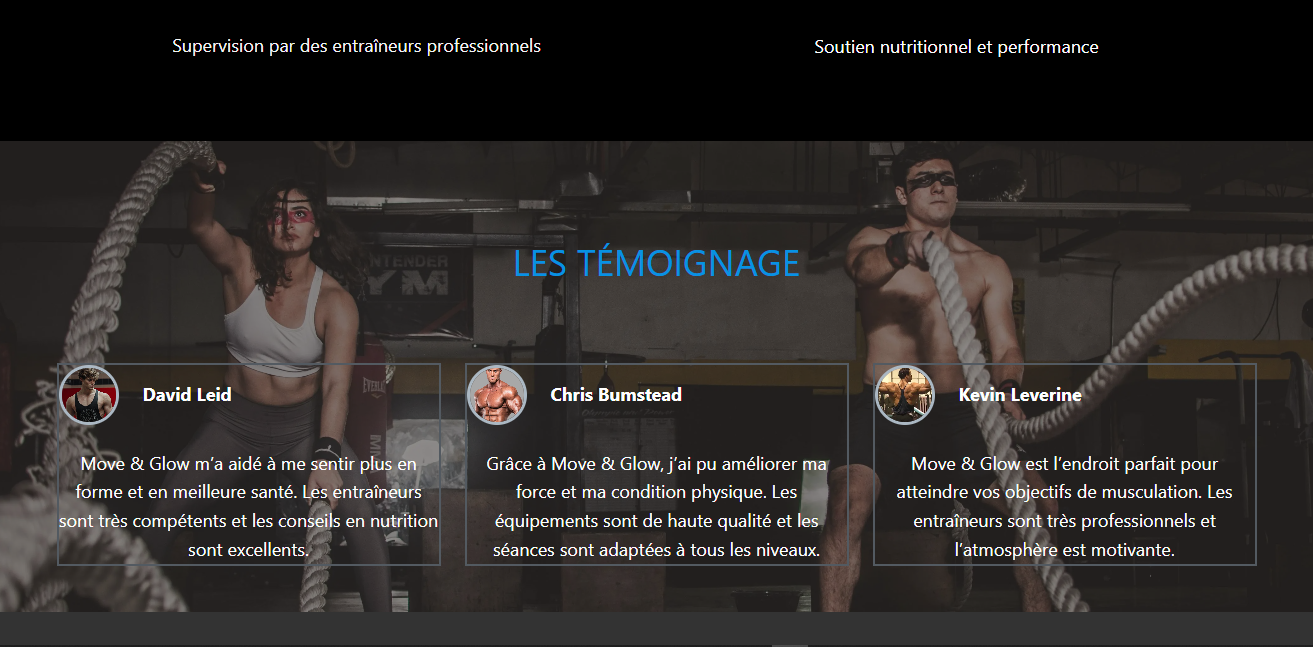 Supervision par des entraîneurs professionnels
Soutien nutritionnel et performance
LES TÉMOIGNAGE
NTENDER
GYM
EVERL
David Leid
Move & Glow m’a aidé à me sentir plus en
forme et en meilleure santé. Les entraîneurs
sont très compétents et les conseils en nutrition
sont excellents.
Chris Bumstead
Grâce à Move & Glow, j’ai pu améliorer ma
force et ma condition physique. Les
équipements sont de haute qualité et les
séances sont adaptées à tous les niveaux.
Kevin Leverine
Move & Glow est l’endroit parfait pour
atteindre vos objectifs de musculation. Les
entraîneurs sont très professionnels et
l’atmosphère est motivante.